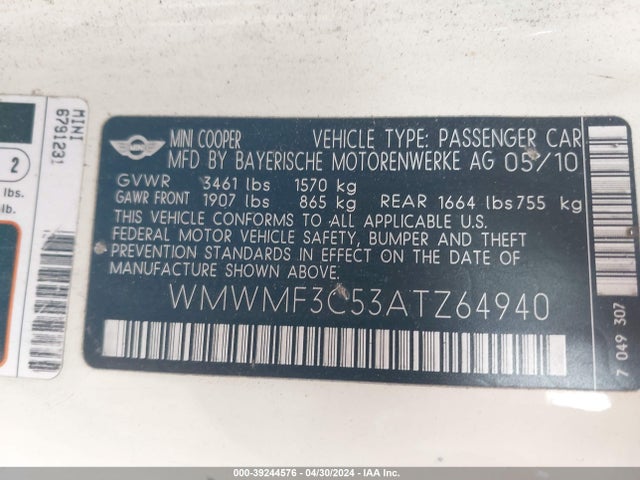 MINI
6791231
2
lbs.
lb.
MINI COOPER VEHICLE TYPE: PASSENGER CAR
MFD BY BAYERISCHE MOTORENWERKE AG 05/10
GVWR 3461 lbs 1570 kg
GAWR FRONT 1907 lbs 865 kg REAR 1664 lbs 755 kg
THIS VEHICLE CONFORMS TO ALL APPLICABLE U.S.
FEDERAL MOTOR VEHICLE SAFETY, BUMPER AND THEFT
PREVENTION STANDARDS IN EFFECT ON THE DATE OF
MANUFACTURE SHOWN ABOVE.
WMWMF3C53ATZ64940
7 049 307
000-39244576 / 04/30/2024 / IAA Inc.